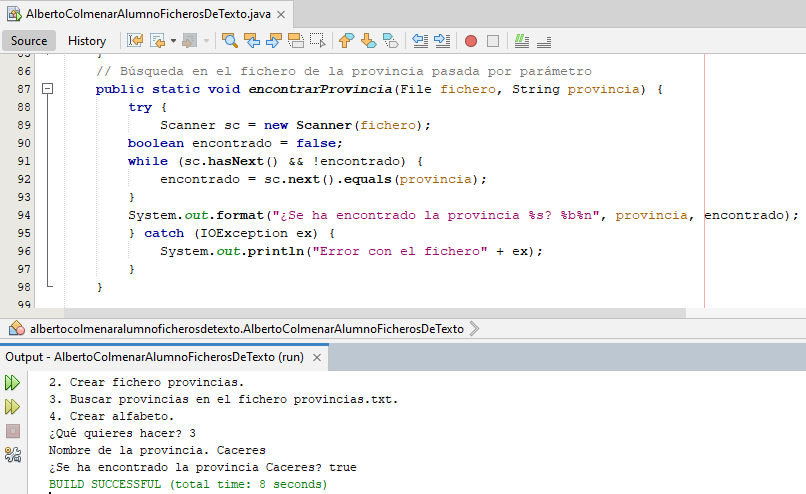 AlbertoColmenarAlumnoFicherosDeTexto.java ×
Source History
86 // Búsqueda en el fichero de la provincia pasada por parámetro
87 public static void encontrarProvincia(File fichero, String provincia) {
88 try {
89 Scanner sc = new Scanner(fichero);
90 boolean encontrado = false;
91 while (sc.hasNext() && !encontrado) {
92 encontrado = sc.next().equals(provincia);
93 }
94 System.out.format("¿Se ha encontrado la provincia %s? %b%n", provincia, encontrado);
95 } catch (IOException ex) {
96 System.out.println("Error con el fichero" + ex);
97 }
98 }
99
albertocolmenaralumnoficherosdetexto.AlbertoColmenarAlumnoFicherosDeTexto
Output - AlbertoColmenarAlumnoFicherosDeTexto (run) ×
2. Crear fichero provincias.
3. Buscar provincias en el fichero provincias.txt.
4. Crear alfabeto.
¿Qué quieres hacer? 3
Nombre de la provincia. Caceres
¿Se ha encontrado la provincia Caceres? true
BUILD SUCCESSFUL (total time: 8 seconds)